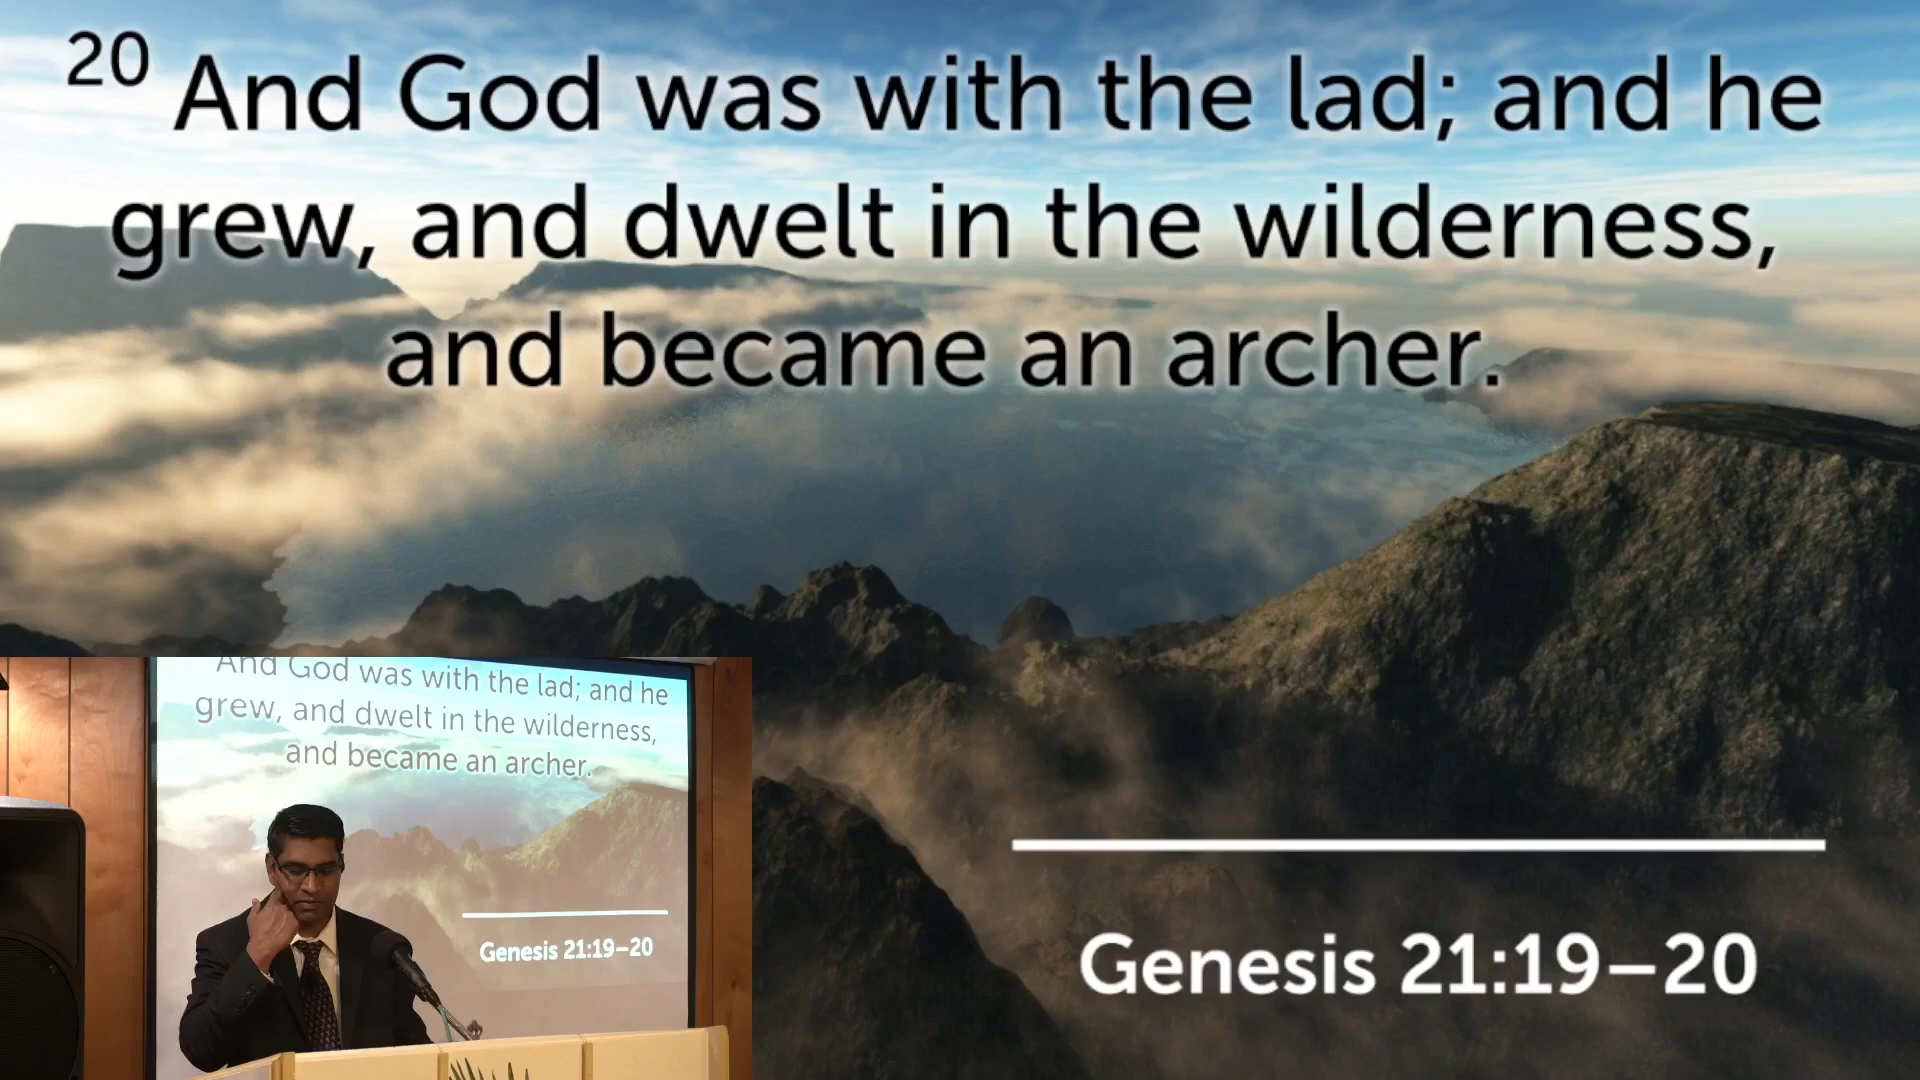 20 And God was with the lad; and he
grew, and dwelt in the wilderness,
and became an archer.
Genesis 21:19–20
And God was with the lad; and he
grew, and dwelt in the wilderness,
and became an archer.
Genesis 21:19–20